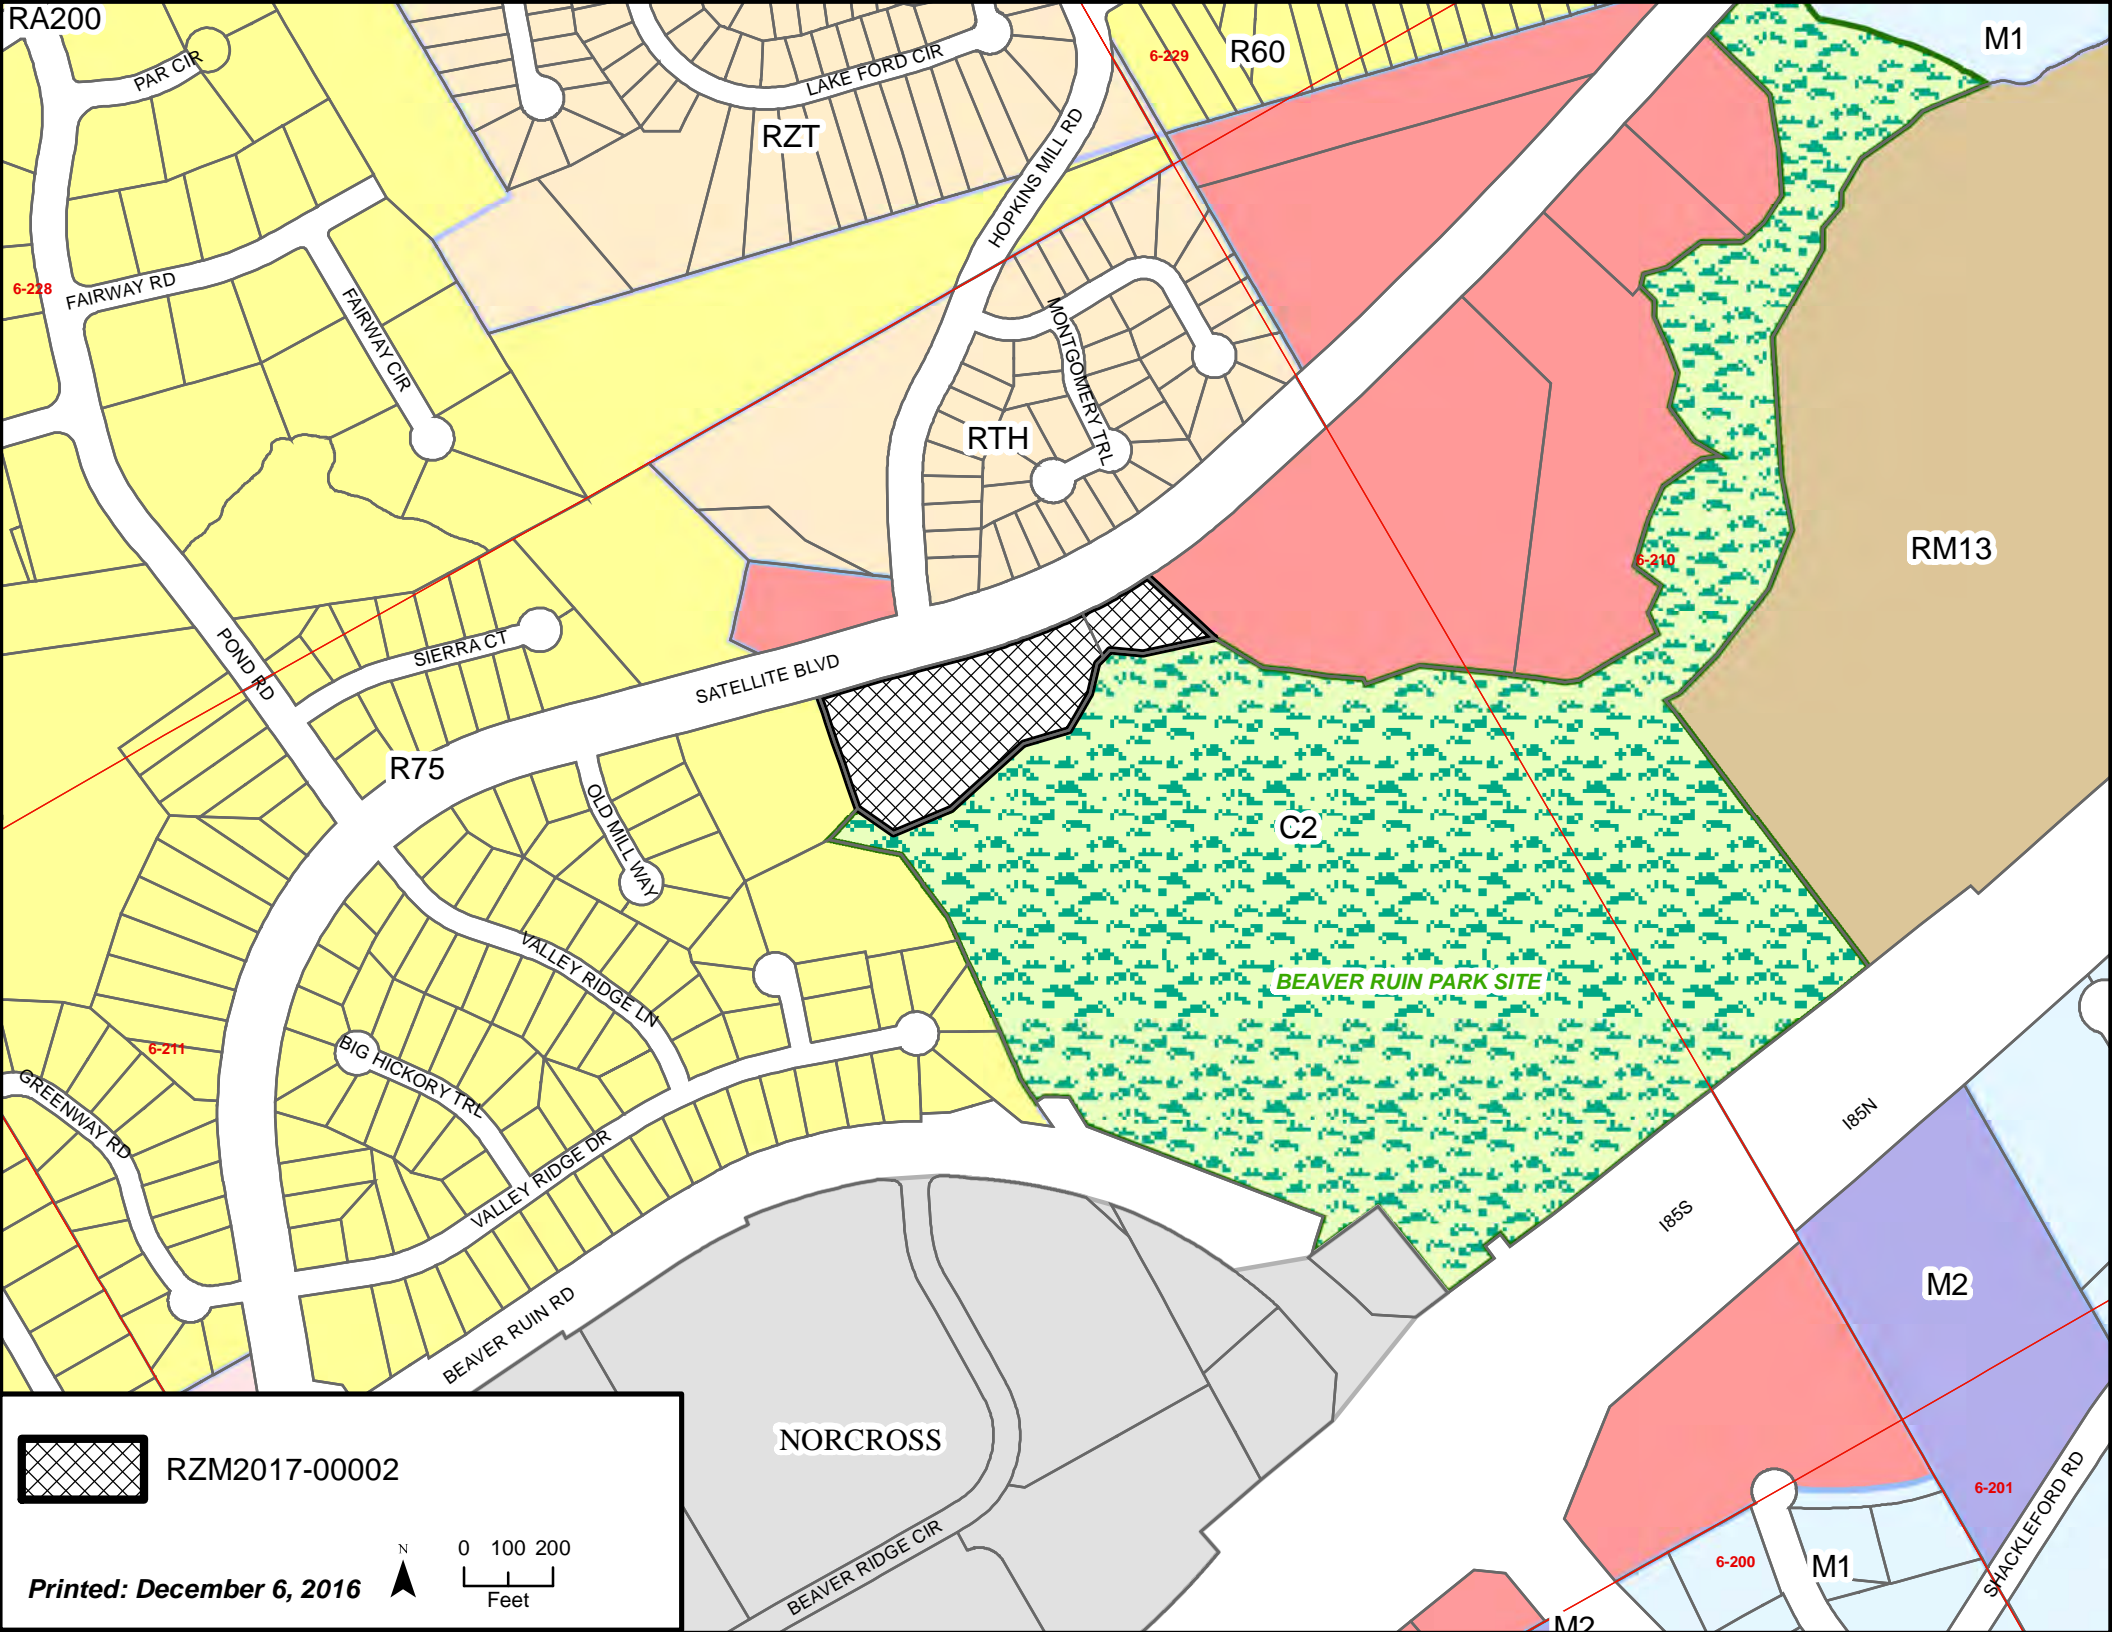 RA200
PAR CIR
LAKE FORD CIR
6-229
R60
M1
RZT
HOPKINS MILL RD
6-228
FAIRWAY RD
FAIRWAY CIR
MONTGOMERY TRL
RTH
RM13
6-210
POND RD
SIERRA CT
SATELLITE BLVD
R75
OLD MILL WAY
C2
VALLEY RIDGE LN
BEAVER RUIN PARK SITE
6-211
BIG HICKORY TRL
GREENWAY RD
VALLEY RIDGE DR
I85N
I85S
M2
BEAVER RUIN RD
NORCROSS
RZM2017-00002
6-201
SHACKLEFORD RD
BEAVER RIDGE CIR
6-200
M1
M2
N
0 100 200
Feet
Printed: December 6, 2016